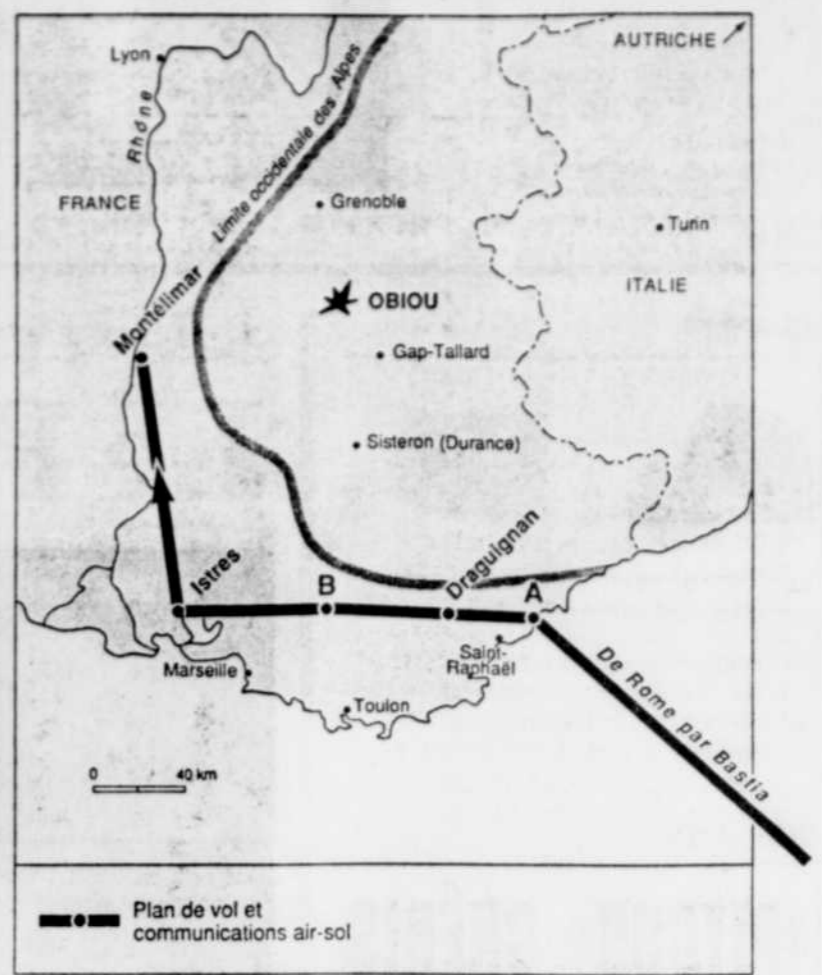 AUTRICHE
Lyon
Rhône
Limite occidentale des Alpes
FRANCE
Grenoble
Turin
ITALIE
Montélimar
OBIOU
Gap-Tallard
Sisteron (Durance)
Draguignan
Istres
B
A
Saint-
Raphaël
Marseille
Toulon
De Rome par Bastia
0 40 km
Plan de vol et
communications air-sol